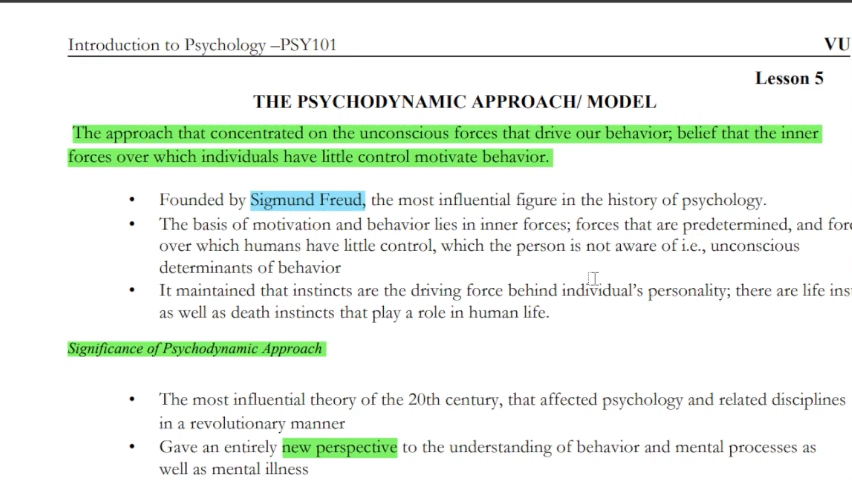 Introduction to Psychology –PSY101
VU
Lesson 5
THE PSYCHODYNAMIC APPROACH/ MODEL
The approach that concentrated on the unconscious forces that drive our behavior; belief that the inner
forces over which individuals have little control motivate behavior.
• Founded by Sigmund Freud, the most influential figure in the history of psychology.
• The basis of motivation and behavior lies in inner forces; forces that are predetermined, and
over which humans have little control, which the person is not aware of i.e., unconscious
determinants of behavior
• It maintained that instincts are the driving force behind individual’s personality; there are life
as well as death instincts that play a role in human life.
Significance of Psychodynamic Approach
• The most influential theory of the 20th century, that affected psychology and related disciplines
in a revolutionary manner
• Gave an entirely new perspective to the understanding of behavior and mental processes as
well as mental illness